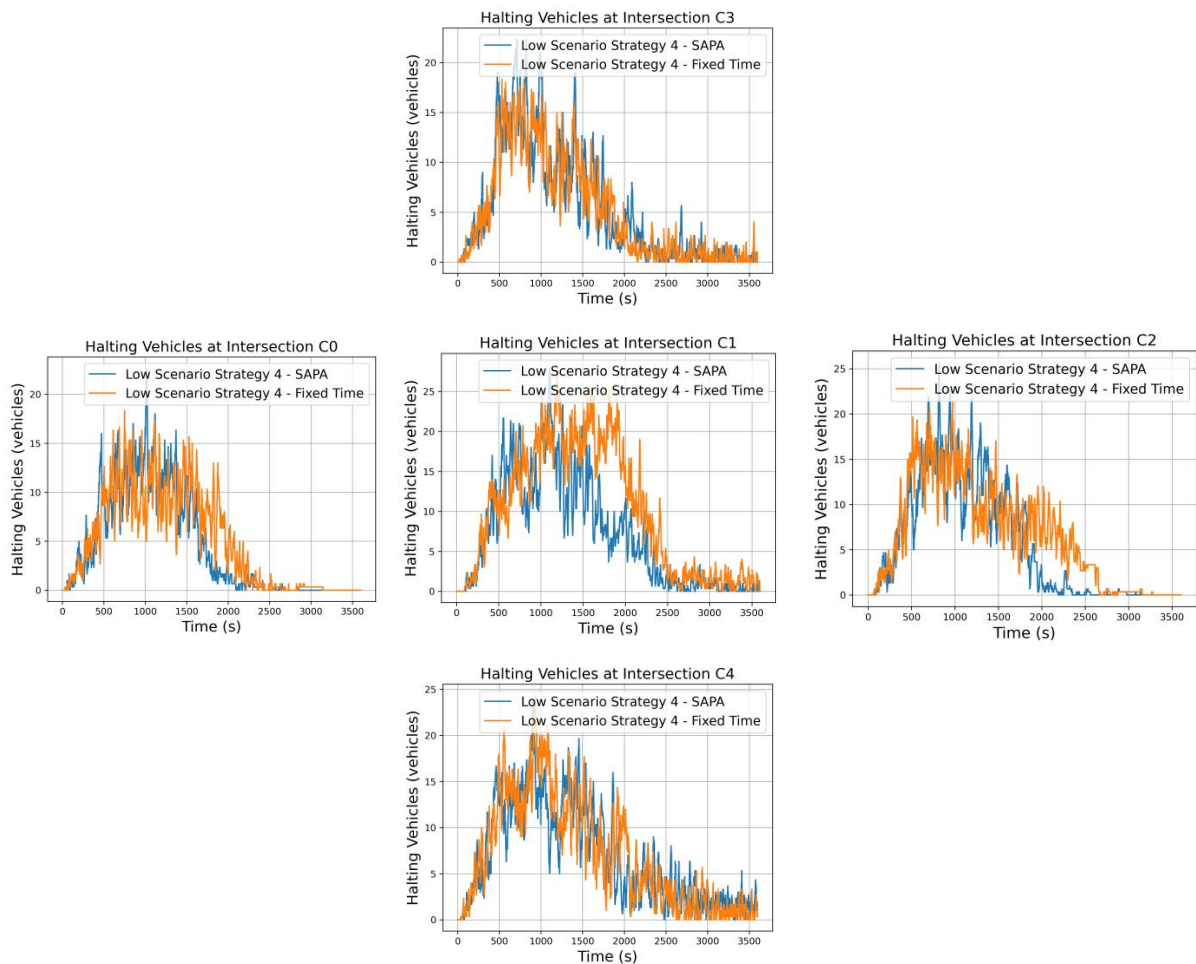 Halting Vehicles at Intersection C3
Low Scenario Strategy 4 - SAPA
Low Scenario Strategy 4 - Fixed Time
Halting Vehicles (vehicles)
20
15
10
5
0
0 500 1000 1500 2000 2500 3000 3500
Time (s)
Halting Vehicles at Intersection C0
Low Scenario Strategy 4 - SAPA
Low Scenario Strategy 4 - Fixed Time
Halting Vehicles (vehicles)
20
15
10
5
0
0 500 1000 1500 2000 2500 3000 3500
Time (s)
Halting Vehicles at Intersection C1
Low Scenario Strategy 4 - SAPA
Low Scenario Strategy 4 - Fixed Time
Halting Vehicles (vehicles)
25
20
15
10
5
0
0 500 1000 1500 2000 2500 3000 3500
Time (s)
Halting Vehicles at Intersection C2
Low Scenario Strategy 4 - SAPA
Low Scenario Strategy 4 - Fixed Time
Halting Vehicles (vehicles)
25
20
15
10
5
0
0 500 1000 1500 2000 2500 3000 3500
Time (s)
Halting Vehicles at Intersection C4
Low Scenario Strategy 4 - SAPA
Low Scenario Strategy 4 - Fixed Time
Halting Vehicles (vehicles)
25
20
15
10
5
0
0 500 1000 1500 2000 2500 3000 3500
Time (s)